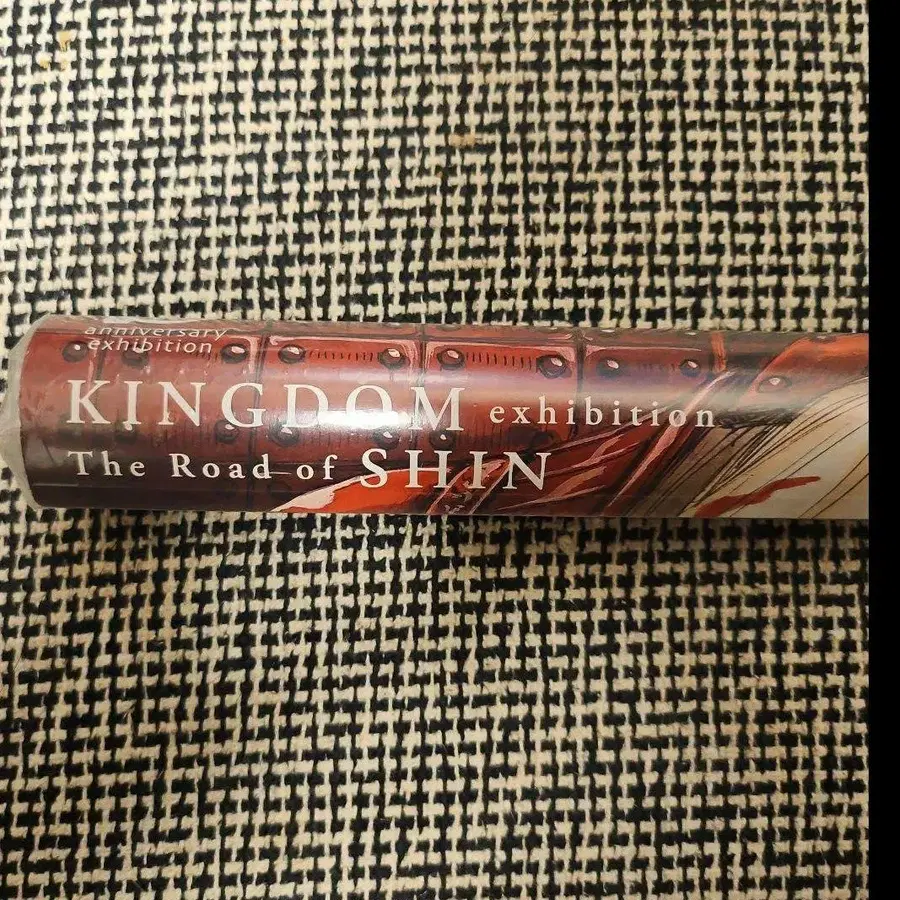 anniversary
exhibition
KINGDOM exhibition
The Road of SHIN